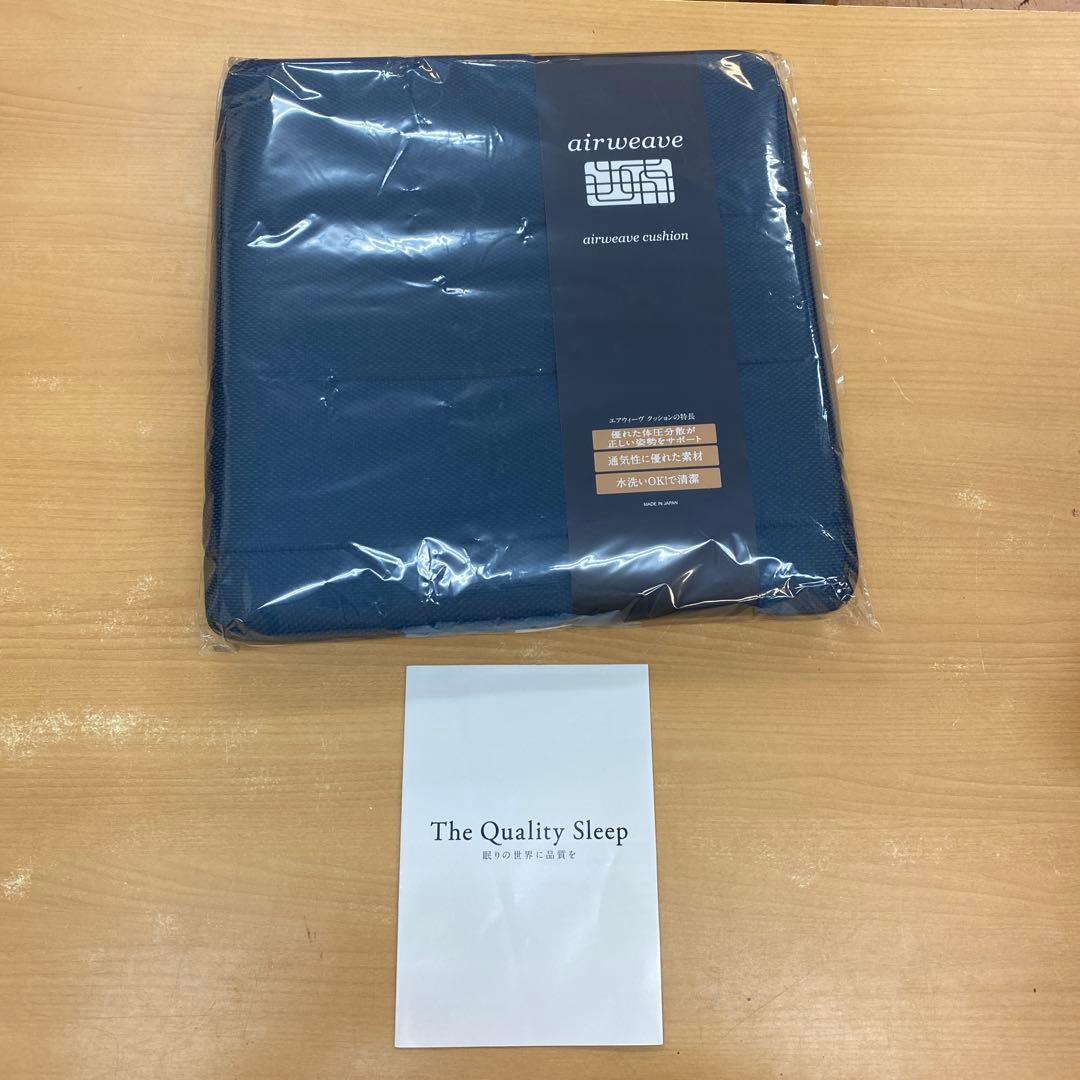 airweave
airweave cushion
エアウィーヴ クッションの特長
優れた体圧分散が
正しい姿勢をサポート
通気性に優れた素材
水洗いOK!で清潔
MADE IN JAPAN
The Quality Sleep
眠りの世界に品質を